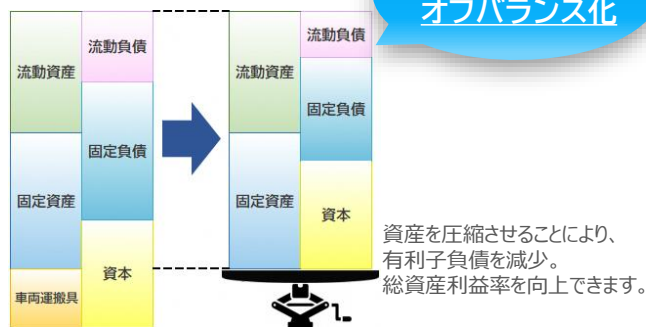 オフバランス化
流動資産
流動負債
固定負債
固定資産
資本
車両運搬具
流動資産
流動負債
固定負債
固定資産
資本
資産を圧縮させることにより、
有利子負債を減少。
総資産利益率を向上できます。